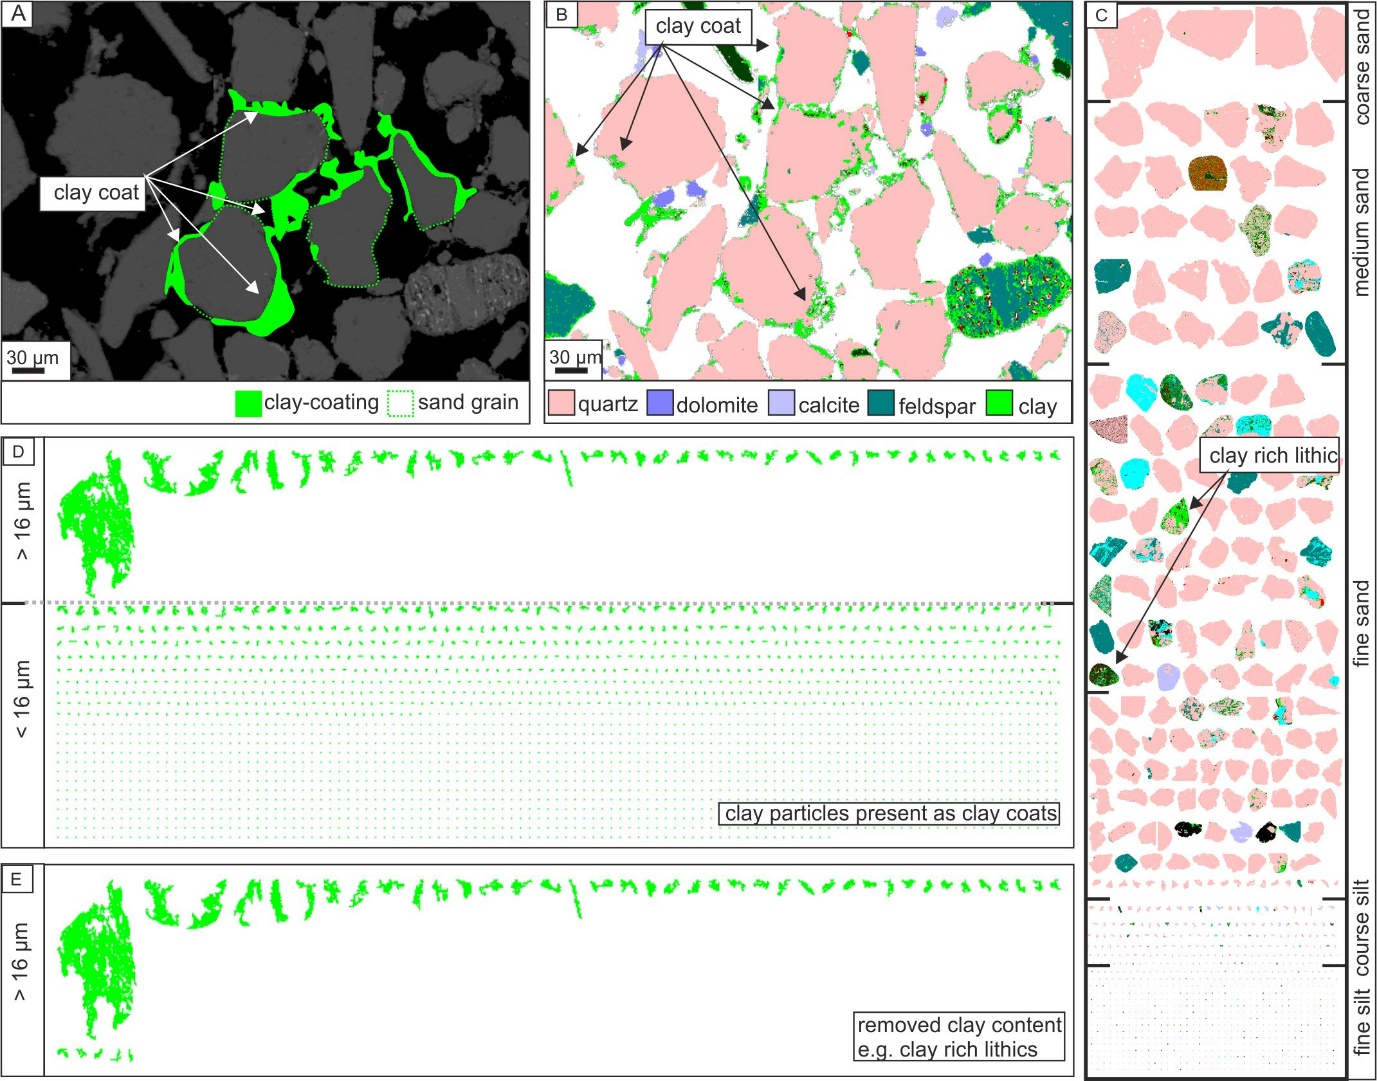 A
clay coat
30 µm
clay-coating
sand grain
B
clay coat
30 µm
quartz
dolomite
calcite
feldspar
clay
C
coarse sand
medium sand
clay rich lithic
fine sand
course silt
fine silt
D
> 16 µm
< 16 µm
clay particles present as clay coats
E
> 16 µm
removed clay content
e.g. clay rich lithics